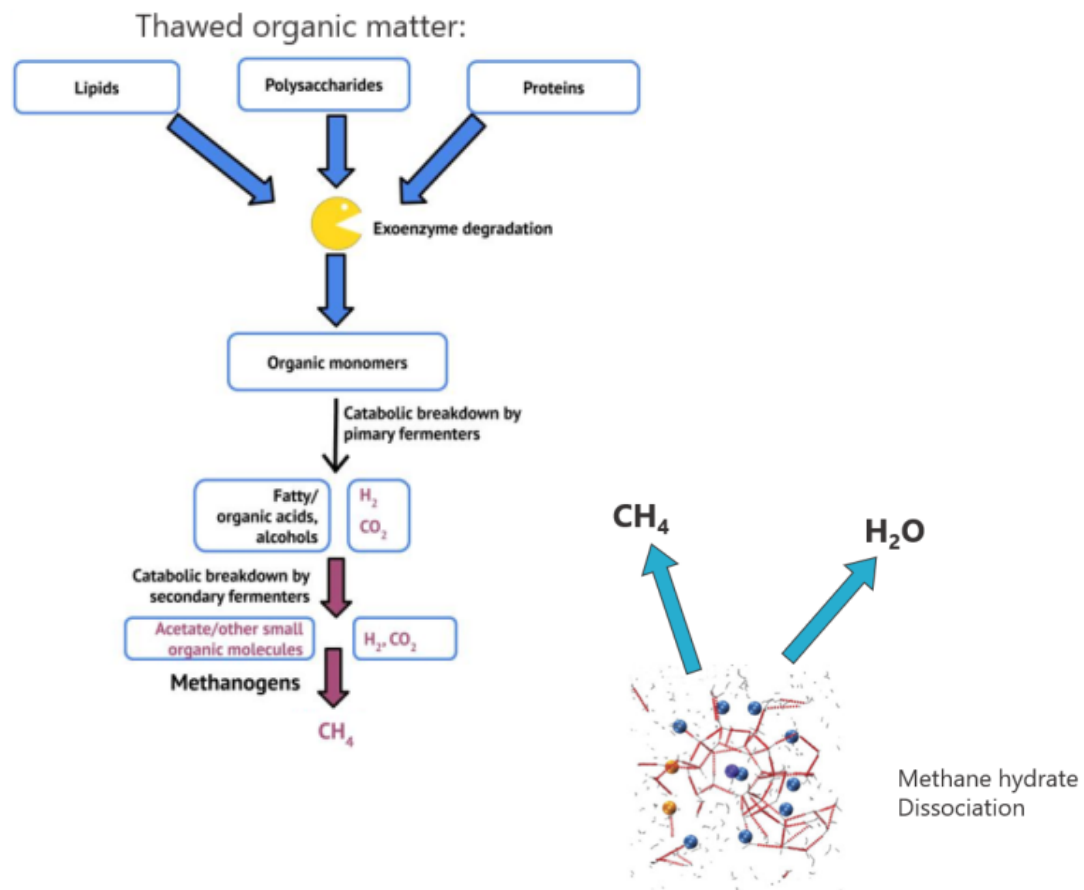 Thawed organic matter:
Lipids
Polysaccharides
Proteins
Exoenzyme degradation
Organic monomers
Catabolic breakdown by
pimary fermenters
Fatty/
organic acids,
alcohols
H₂
CO₂
Catabolic breakdown by
secondary fermenters
Acetate/other small
organic molecules
H₂, CO₂
Methanogens
CH₄
CH₄
H₂O
Methane hydrate
Dissociation